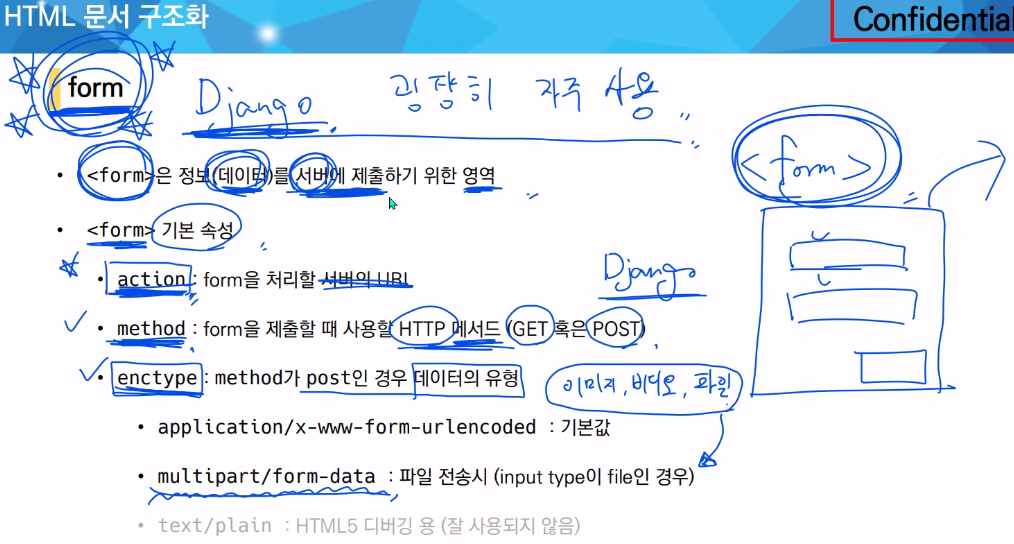 HTML 문서 구조화
Confidential
form
Django 굉장히 자주 사용
<form>
• <form>은 정보(데이터)를 서버에 제출하기 위한 영역
• <form> 기본 속성
Django
• action : form을 처리할 서버의 URL
• method : form을 제출할 때 사용할 HTTP 메서드 (GET 혹은 POST)
• enctype : method가 post인 경우 데이터의 유형
이미지, 비디오, 파일
• application/x-www-form-urlencoded : 기본값
• multipart/form-data : 파일 전송시 (input type이 file인 경우)
• text/plain : HTML5 디버깅 용 (잘 사용되지 않음)